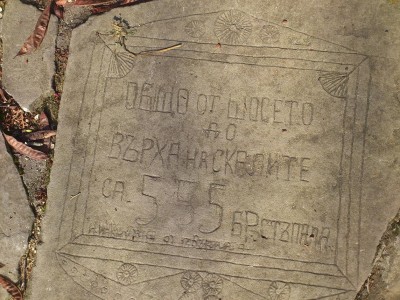 ОБЩО ОТ ШОСЕТО
ДО
ВЪРХА НА СКАЛИТЕ
СА 555 БР. СТЪПАЛА